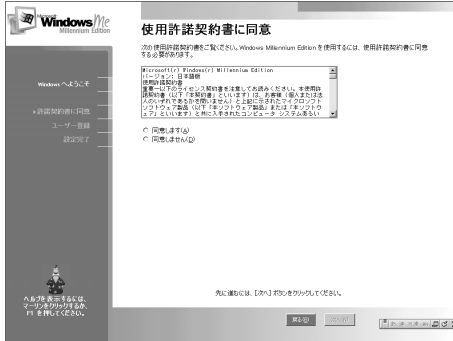 Microsoft
Windows Me
Millennium Edition
使用許諾契約書に同意
次の使用許諾契約書をご覧ください。Windows Millennium Edition を使用するには、使用許諾契約書に同意
する必要があります。
Microsoft(r) Windows(r) Millennium Edition
バージョン: 日本語版
使用許諾契約書
重要―以下のライセンス契約書を注意してお読みください。本使用許
諾契約書(以下「本契約書」といいます)は、お客様(個人または法
人のいずれであるかを問いません)と上記に示されたマイクロソフト
ソフトウェア製品(以下「本ソフトウェア製品」または「本ソフトウ
ェア」といいます)と共に入手されたコンピュータ システムあるい
同意します(A)
同意しません(D)
Windows へようこそ
許諾契約書に同意
ユーザー登録
設定完了
ヘルプを表示するには、
マーリンをクリックするか、
F1 を押してください。
先に進むには、[次へ] ボタンをクリックしてください。
戻る(B)
次へ(N)